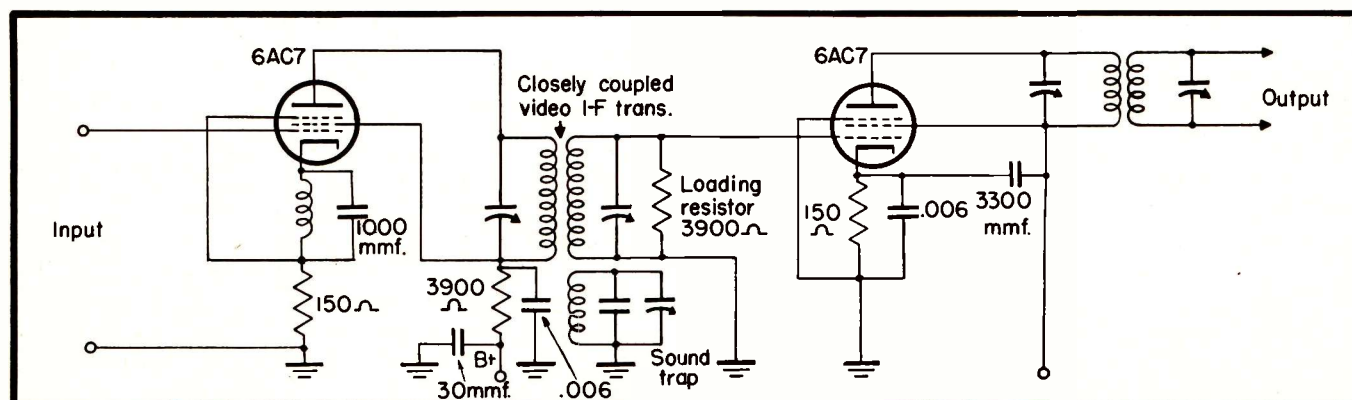 6AC7
Closely coupled
video I-F trans.
6AC7
Output
Input
1000
mmf.
Loading
resistor
3900Ω
150Ω
3900
Ω
B+
30mmf.
.006
Sound
trap
150
Ω
.006
3300
mmf.